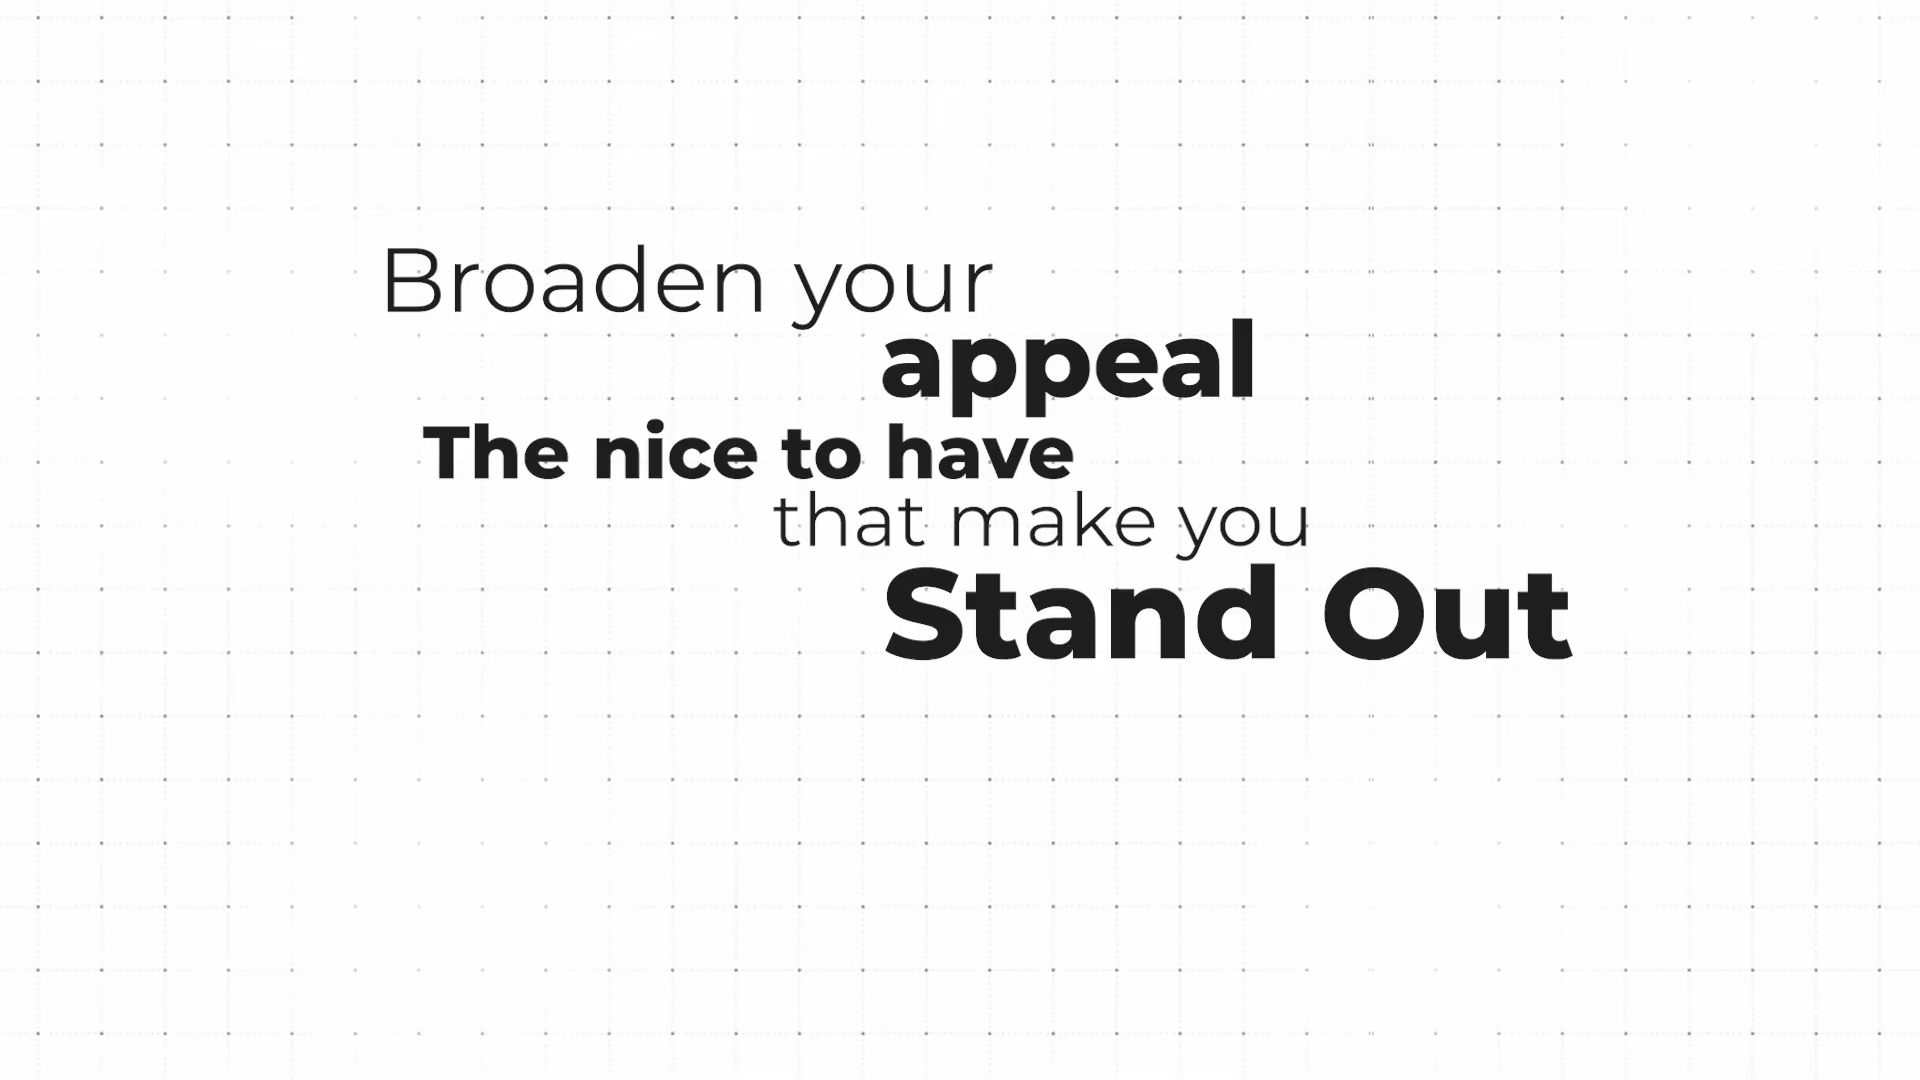 Broaden your
appeal
The nice to have
that make you
Stand Out